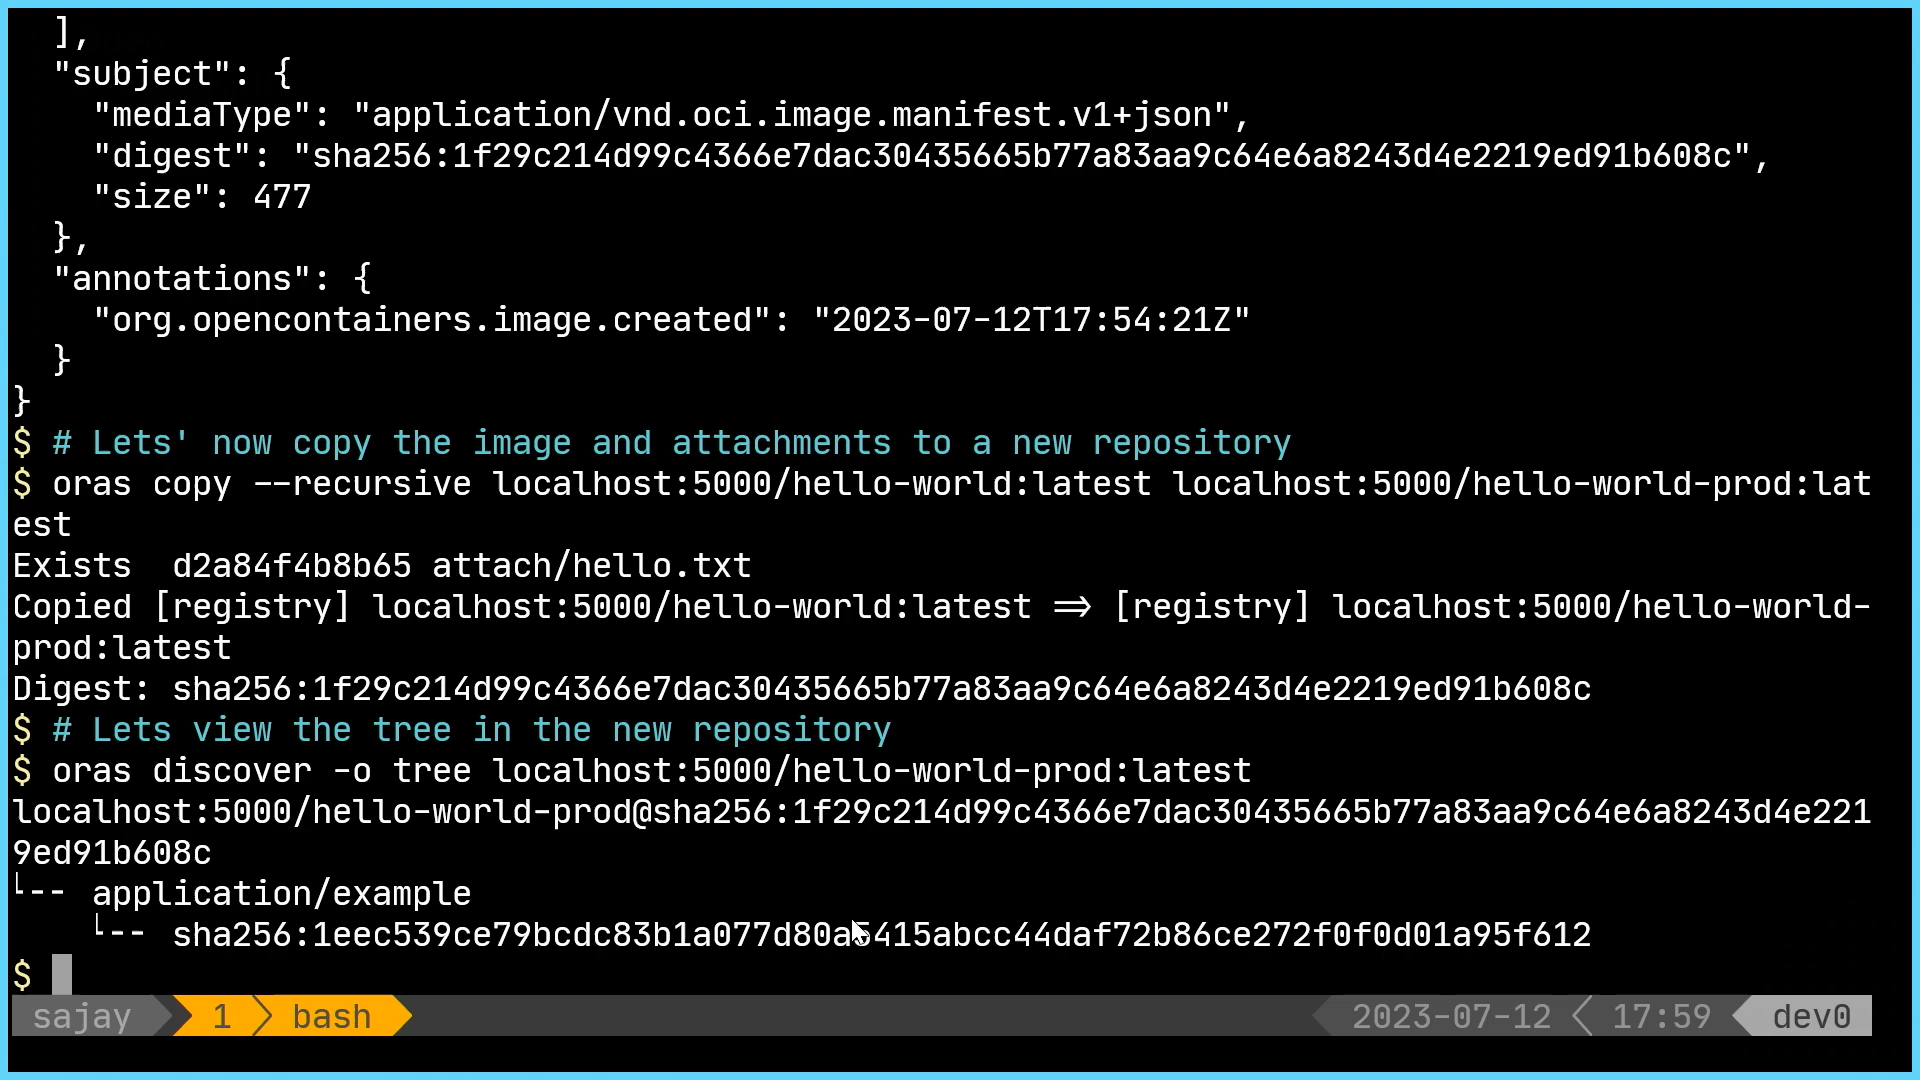 ],
"subject": {
"mediaType": "application/vnd.oci.image.manifest.v1+json",
"digest": "sha256:1f29c214d99c4366e7dac30435665b77a83aa9c64e6a8243d4e2219ed91b608c",
"size": 477
},
"annotations": {
"org.opencontainers.image.created": "2023-07-12T17:54:21Z"
}
}
$ # Lets' now copy the image and attachments to a new repository
$ oras copy --recursive localhost:5000/hello-world:latest localhost:5000/hello-world-prod:lat
est
Exists  d2a84f4b8b65 attach/hello.txt
Copied [registry] localhost:5000/hello-world:latest => [registry] localhost:5000/hello-world-
prod:latest
Digest: sha256:1f29c214d99c4366e7dac30435665b77a83aa9c64e6a8243d4e2219ed91b608c
$ # Lets view the tree in the new repository
$ oras discover -o tree localhost:5000/hello-world-prod:latest
localhost:5000/hello-world-prod@sha256:1f29c214d99c4366e7dac30435665b77a83aa9c64e6a8243d4e221
9ed91b608c
└-- application/example
└-- sha256:1eec539ce79bcdc83b1a077d80a5415abcc44daf72b86ce272f0f0d01a95f612
$
sajay 1 bash 2023-07-12 17:59 dev0